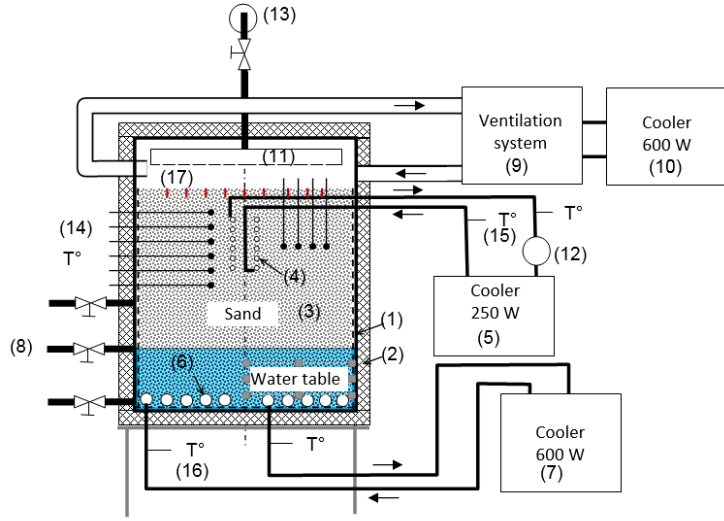 (13)
Ventilation
system
(9)
Cooler
600 W
(10)
(11)
(17)
(14)
T°
T°
(15)
T°
(12)
(4)
(3)
Sand
Cooler
250 W
(5)
(1)
(8)
(2)
(6)
Water table
T°
(16)
T°
Cooler
600 W
(7)